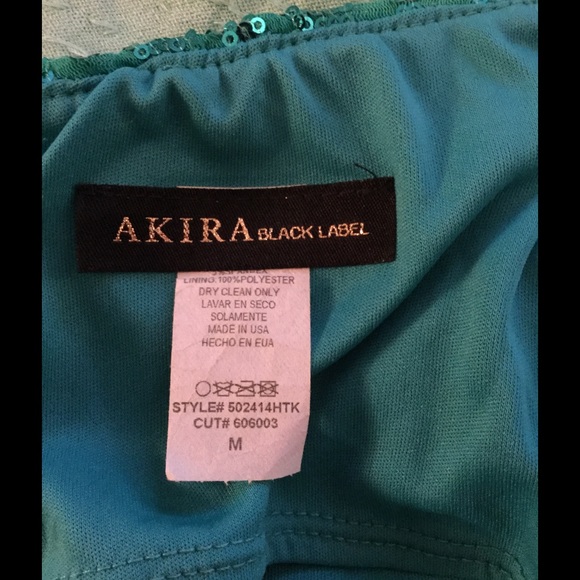 AKIRA BLACK LABEL
LINING:100%POLYESTER
DRY CLEAN ONLY
LAVAR EN SECO
SOLAMENTE
MADE IN USA
HECHO EN EUA
STYLE# 502414HTK
CUT# 606003
M